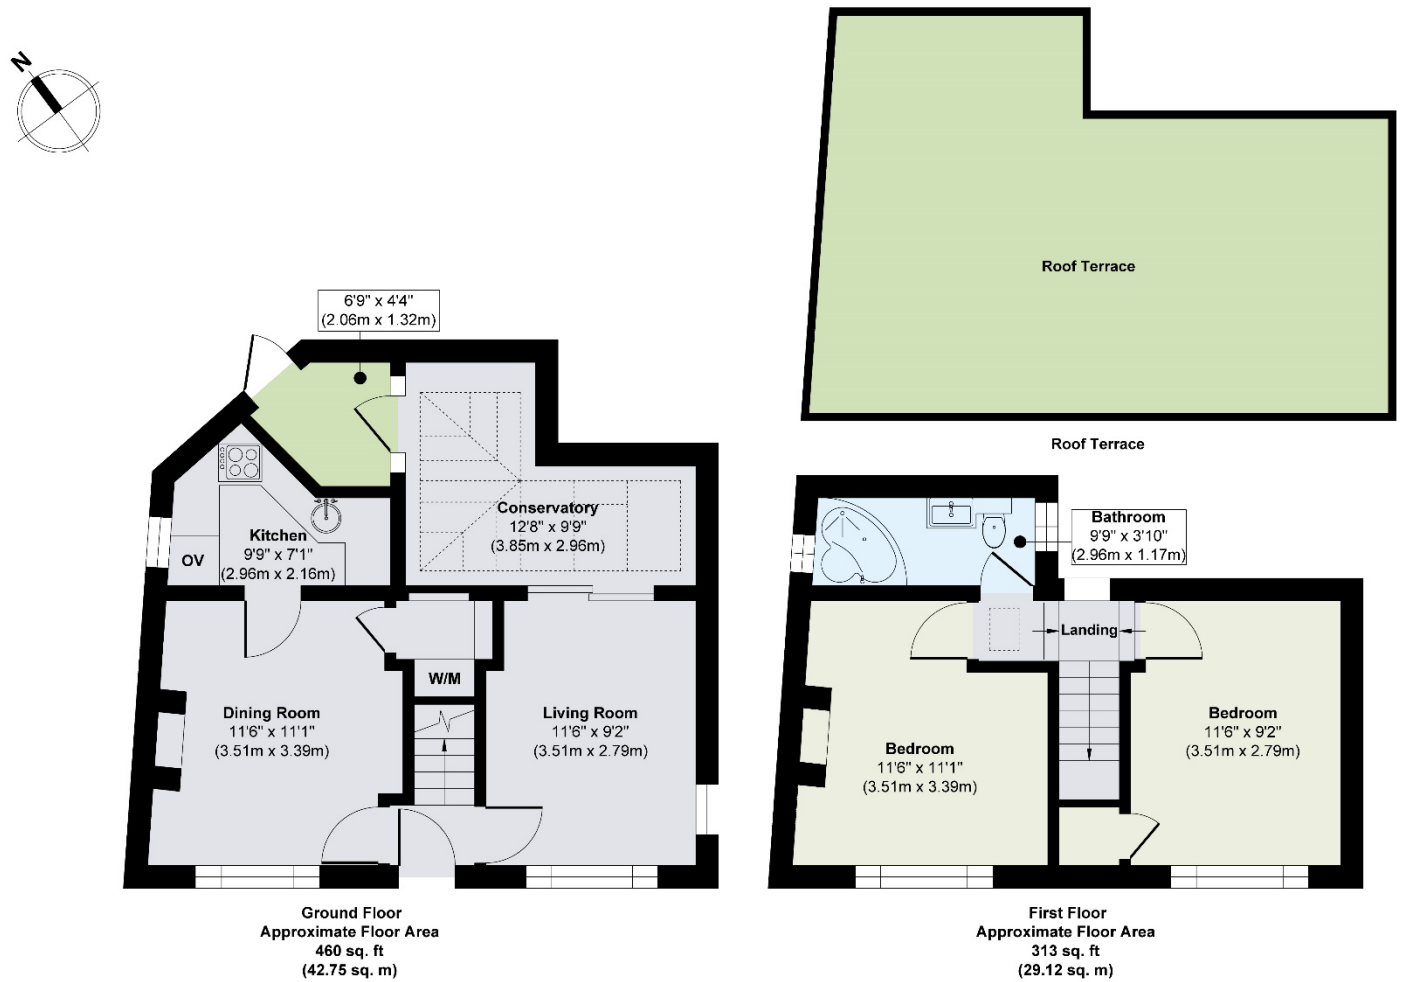 N
Roof Terrace
Roof Terrace
6'9" x 4'4"
(2.06m x 1.32m)
Conservatory
12'8" x 9'9"
(3.85m x 2.96m)
Kitchen
9'9" x 7'1"
(2.96m x 2.16m)
OV
W/M
Dining Room
11'6" x 11'1"
(3.51m x 3.39m)
Living Room
11'6" x 9'2"
(3.51m x 2.79m)
Ground Floor
Approximate Floor Area
460 sq. ft
(42.75 sq. m)
Bathroom
9'9" x 3'10"
(2.96m x 1.17m)
Landing
Bedroom
11'6" x 11'1"
(3.51m x 3.39m)
Bedroom
11'6" x 9'2"
(3.51m x 2.79m)
First Floor
Approximate Floor Area
313 sq. ft
(29.12 sq. m)